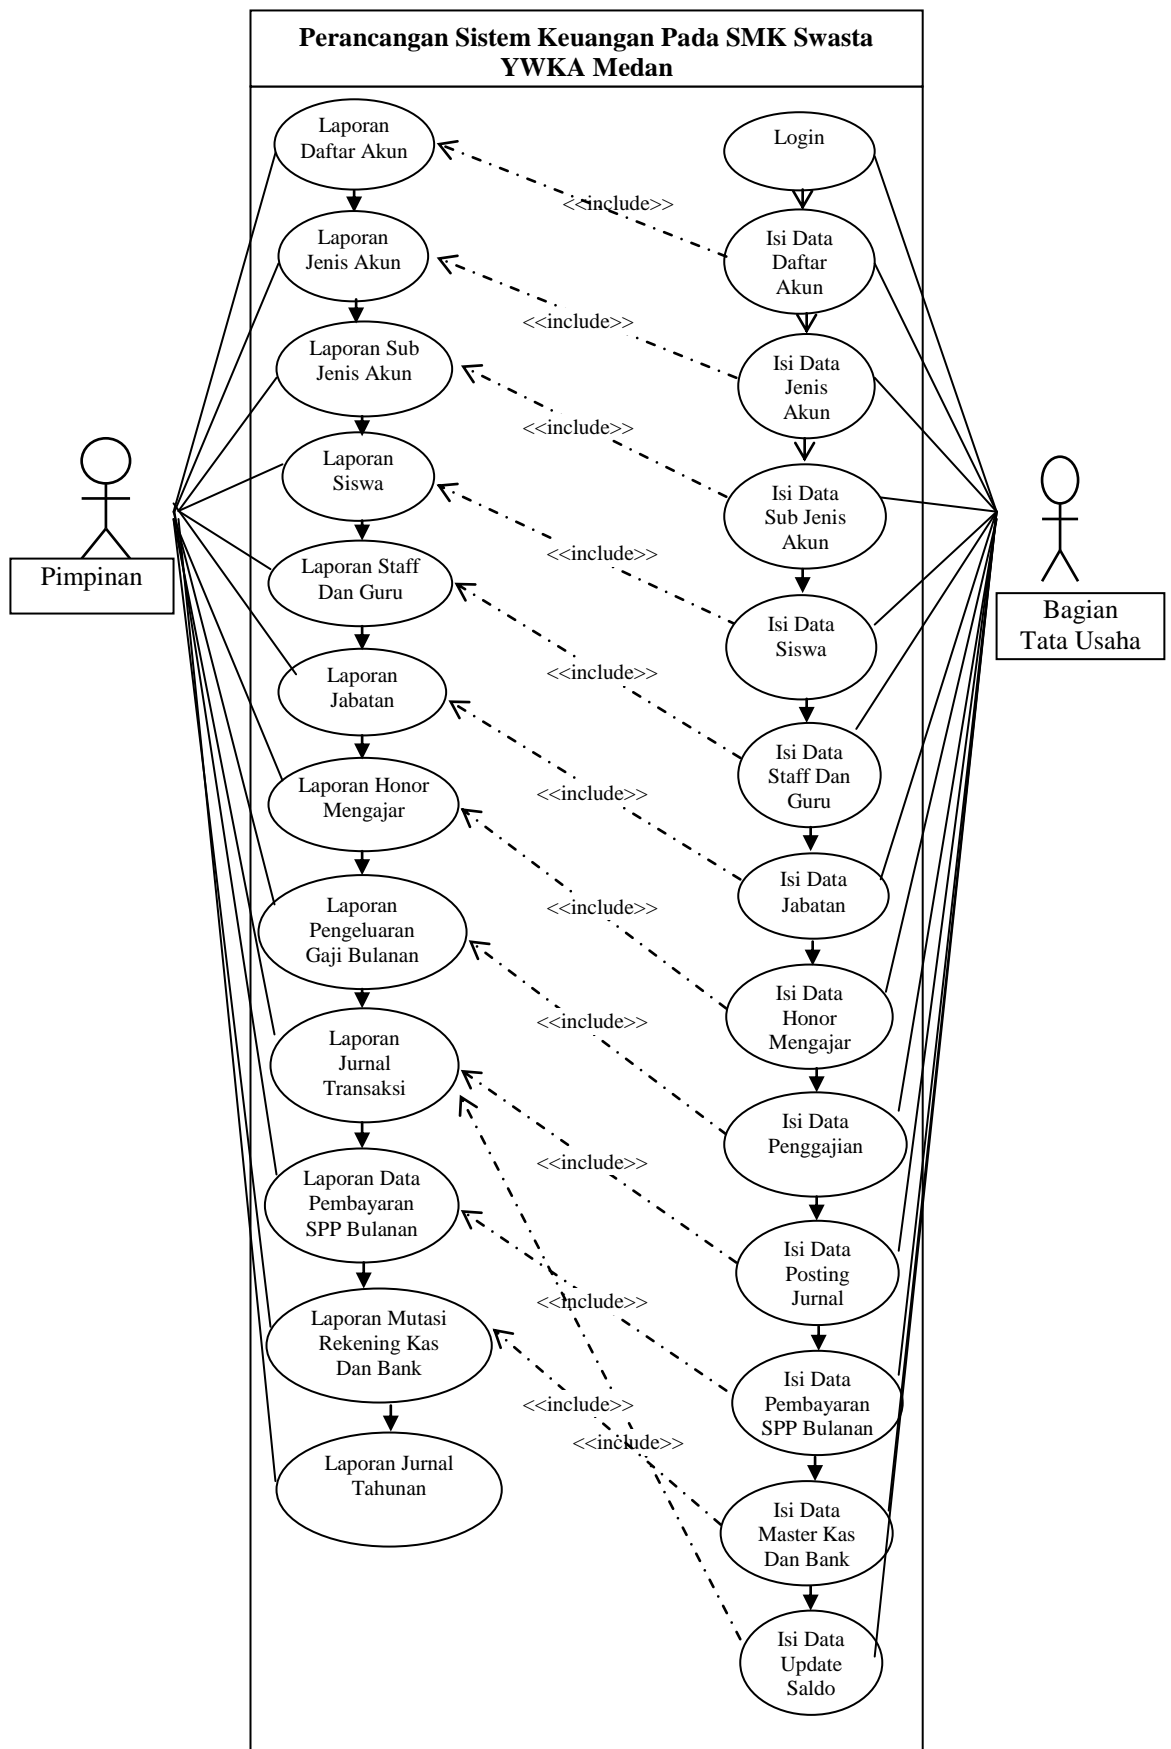 Perancangan Sistem Keuangan Pada SMK Swasta
YWKA Medan
Laporan
Daftar Akun
Login
<<include>>
Laporan
Jenis Akun
Isi Data
Daftar
Akun
<<include>>
Laporan Sub
Jenis Akun
Isi Data
Jenis
Akun
<<include>>
Laporan
Siswa
Isi Data
Sub Jenis
Akun
<<include>>
Pimpinan
Laporan Staff
Dan Guru
Bagian
Tata Usaha
Isi Data
Siswa
<<include>>
Laporan
Jabatan
Isi Data
Staff Dan
Guru
<<include>>
Laporan Honor
Mengajar
Isi Data
Jabatan
<<include>>
Laporan
Pengeluaran
Gaji Bulanan
Isi Data
Honor
Mengajar
<<include>>
Laporan
Jurnal
Transaksi
Isi Data
Penggajian
<<include>>
Laporan Data
Pembayaran
SPP Bulanan
Isi Data
Posting
Jurnal
<<include>>
Laporan Mutasi
Rekening Kas
Dan Bank
Isi Data
Pembayaran
SPP Bulanan
<<include>>
<<include>>
Laporan Jurnal
Tahunan
Isi Data
Master Kas
Dan Bank
Isi Data
Update
Saldo